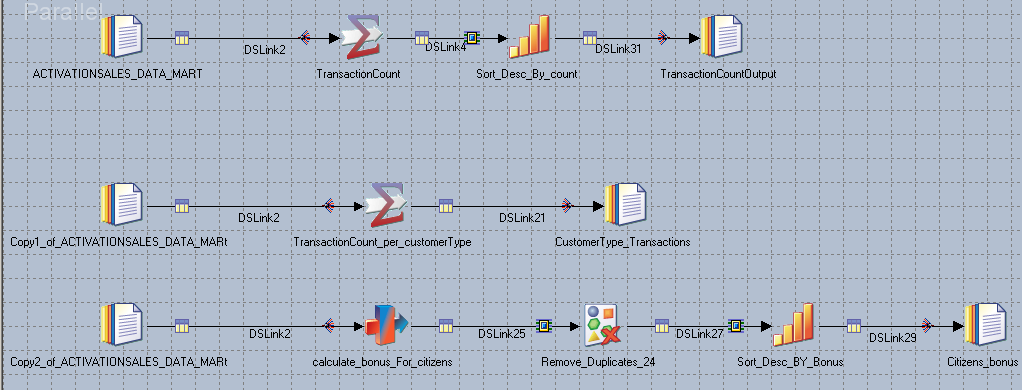 Parallel
DSLink2
DSLink4
DSLink31
ACTIVATIONSALES_DATA_MART
TransactionCount
Sort_Desc_By_count
TransactionCountOutput
DSLink2
DSLink21
Copy1_of_ACTIVATIONSALES_DATA_MARt
TransactionCount_per_customerType
CustomerType_Transactions
DSLink2
DSLink25
DSLink27
DSLink29
Copy2_of_ACTIVATIONSALES_DATA_MARt
calculate_bonus_For_citizens
Remove_Duplicates_24
Sort_Desc_BY_Bonus
Citizens_bonus